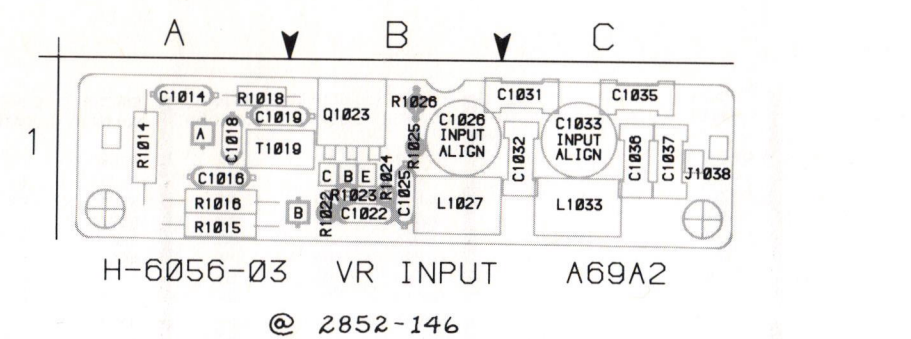 A B C
1
C1014 R1018 C1031 C1035
R1014 A C1018 C1019 Q1023 R1026 C1026 INPUT ALIGN C1033 INPUT ALIGN
T1019 R1025 C1032 C1036 C1037 J1038
C1016 C B E R1024
R1016 B R1022 R1023 C1025 L1027 L1033
R1015 C1022
H-6056-03 VR INPUT A69A2
@ 2852-146